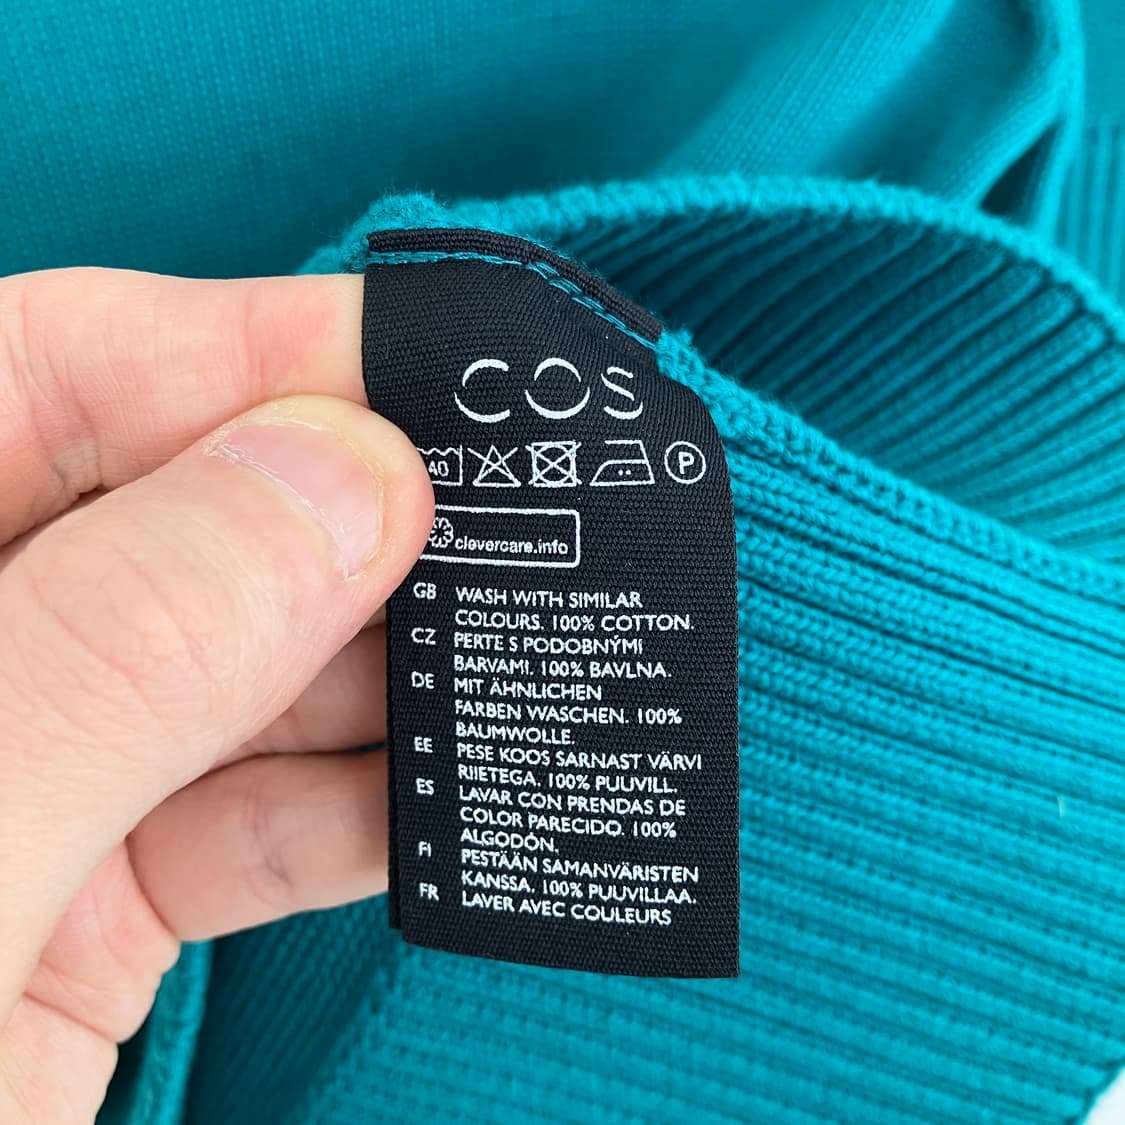 COS
40
P
clevercare.info
GB WASH WITH SIMILAR
COLOURS. 100% COTTON.
CZ PERTE S PODOBNÝMI
BARVAMI. 100% BAVLNA.
DE MIT ÄHNLICHEN
FARBEN WASCHEN. 100%
BAUMWOLLE.
EE PESE KOOS SARNAST VÄRVI
RIIETEGA. 100% PUUVILL.
ES LAVAR CON PRENDAS DE
COLOR PARECIDO. 100%
ALGODÓN.
FI PESTÄÄN SAMANVÄRISTEN
KANSSA. 100% PUUVILLAA.
FR LAVER AVEC COULEURS